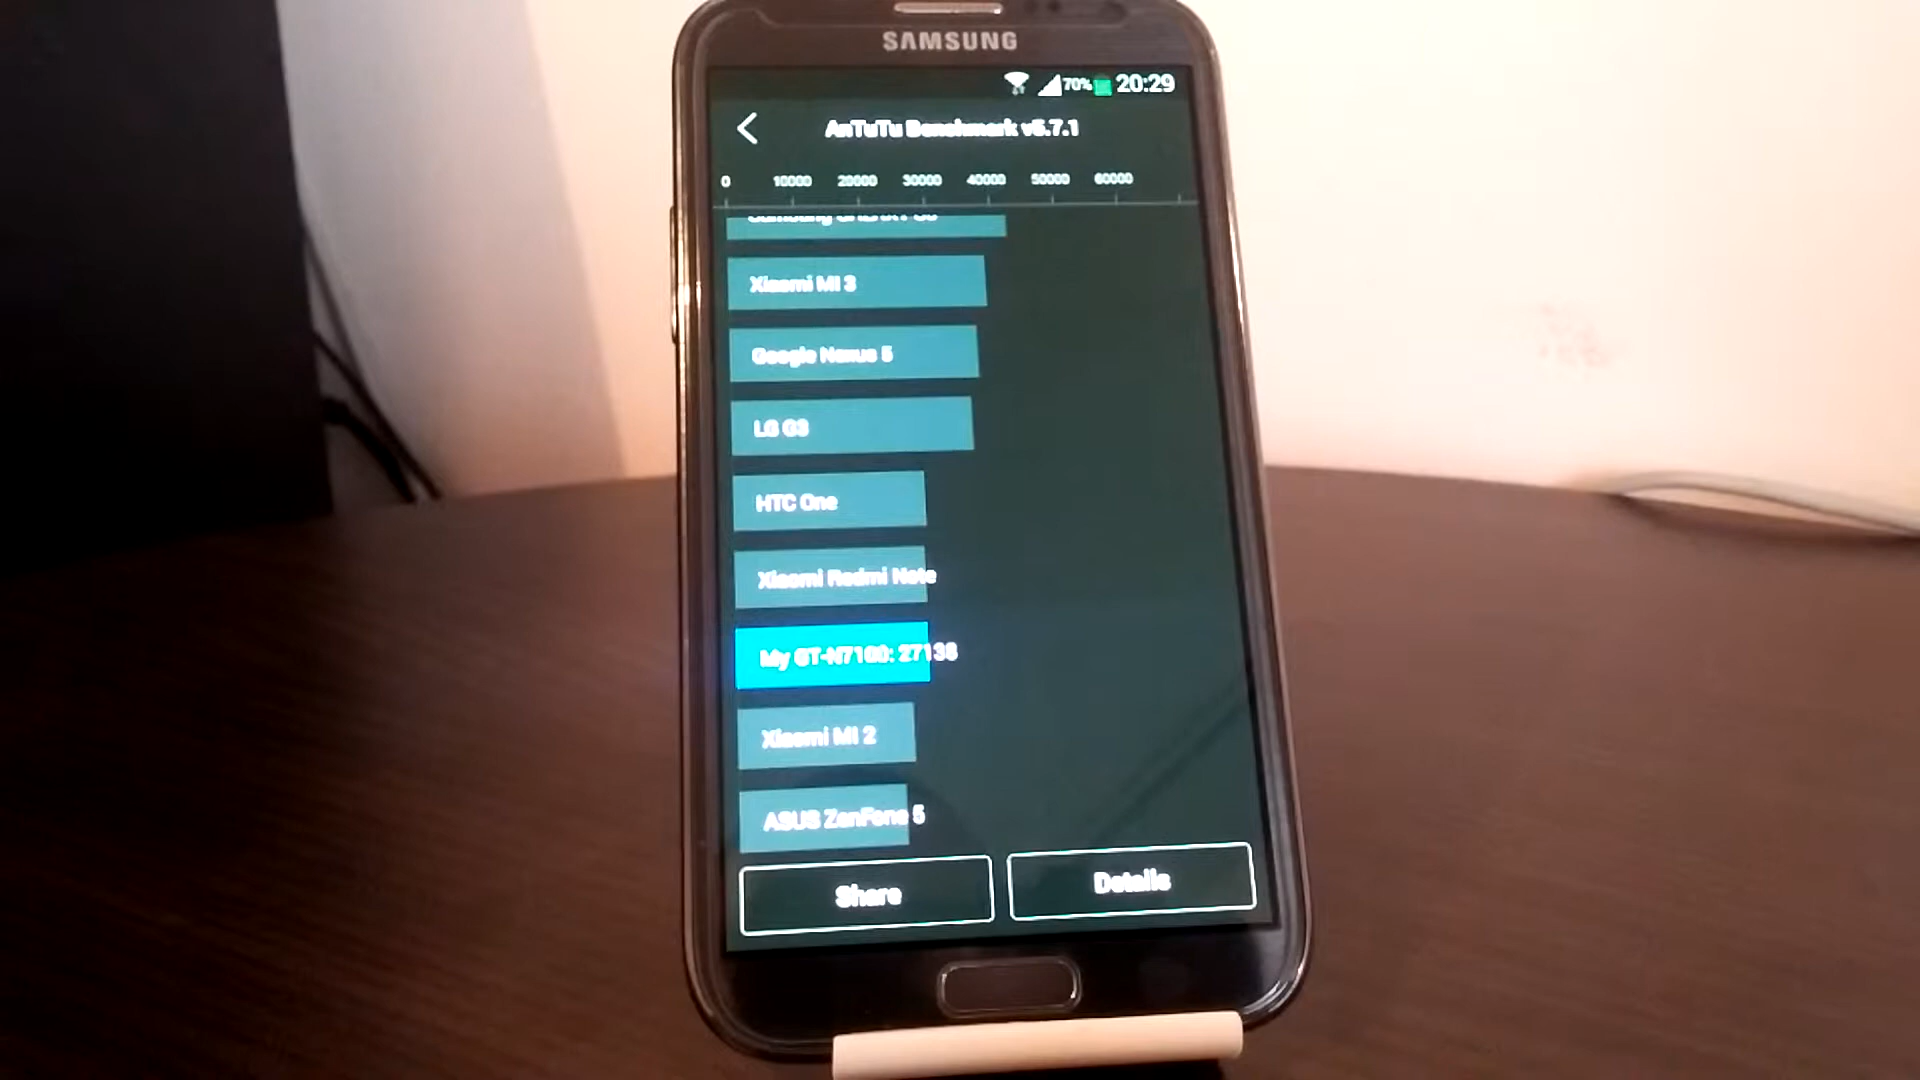 SAMSUNG
70% 20:29
AnTuTu Benchmark v5.7.1
0 10000 20000 30000 40000 50000 60000
Samsung
Xiaomi MI 3
Google Nexus 5
LG G3
HTC One
Xiaomi Redmi Note
My GT-N7100: 27138
Xiaomi MI 2
ASUS ZenFone 5
Share Details